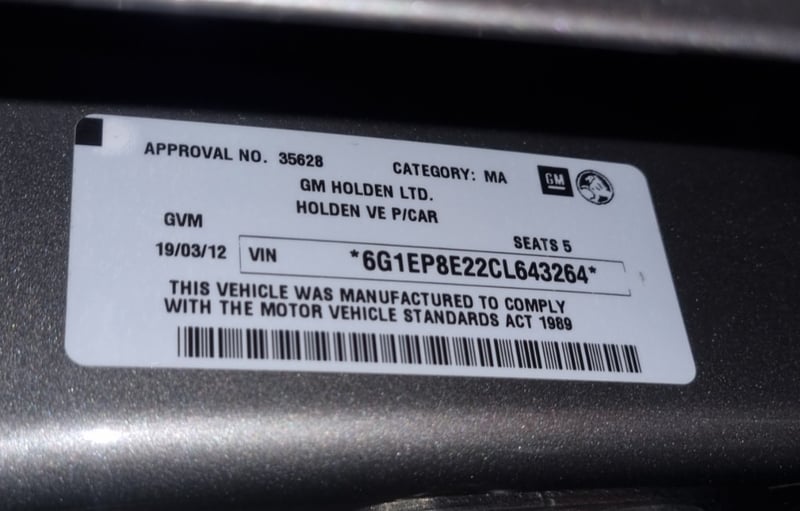 APPROVAL NO. 35628 CATEGORY: MA GM
GM HOLDEN LTD.
HOLDEN VE P/CAR
GVM SEATS 5
19/03/12 VIN *6G1EP8E22CL643264*
THIS VEHICLE WAS MANUFACTURED TO COMPLY
WITH THE MOTOR VEHICLE STANDARDS ACT 1989